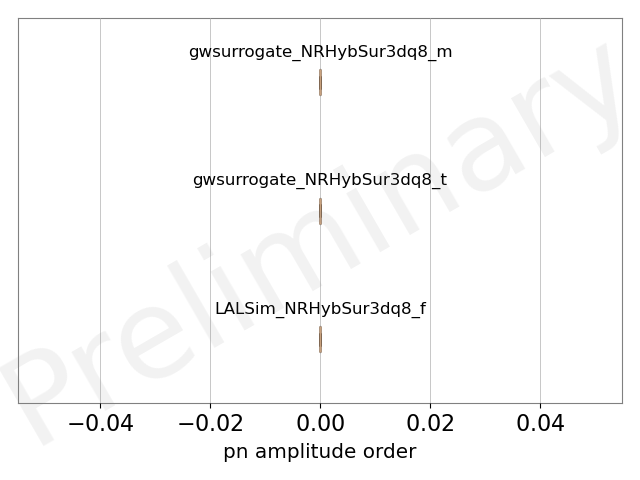 gwsurrogate_NRHybSur3dq8_m
gwsurrogate_NRHybSur3dq8_t
LALSim_NRHybSur3dq8_f
Preliminary
−0.04 −0.02 0.00 0.02 0.04
pn amplitude order